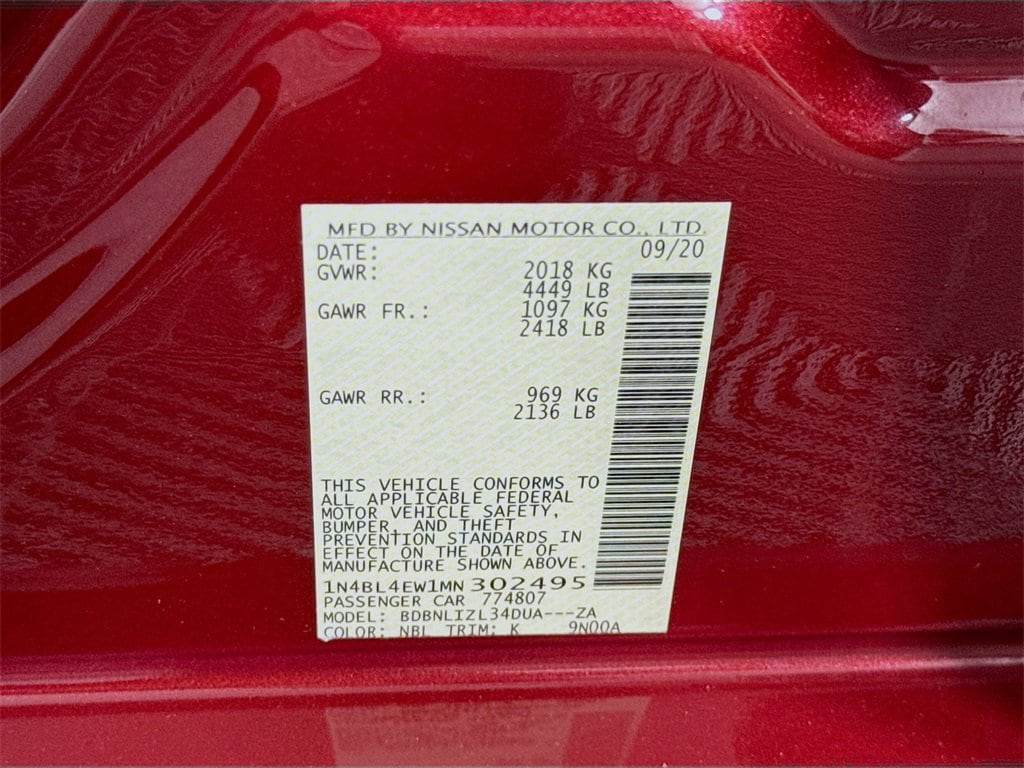 MFD BY NISSAN MOTOR CO., LTD.
DATE: 09/20
GVWR: 2018 KG
4449 LB
GAWR FR.: 1097 KG
2418 LB
GAWR RR.: 969 KG
2136 LB
THIS VEHICLE CONFORMS TO
ALL APPLICABLE FEDERAL
MOTOR VEHICLE SAFETY,
BUMPER, AND THEFT
PREVENTION STANDARDS IN
EFFECT ON THE DATE OF
MANUFACTURE SHOWN ABOVE.
1N4BL4EW1MN302495
PASSENGER CAR 774807
MODEL: BDBNLIZL34DUA---ZA
COLOR: NBL TRIM: K 9N00A